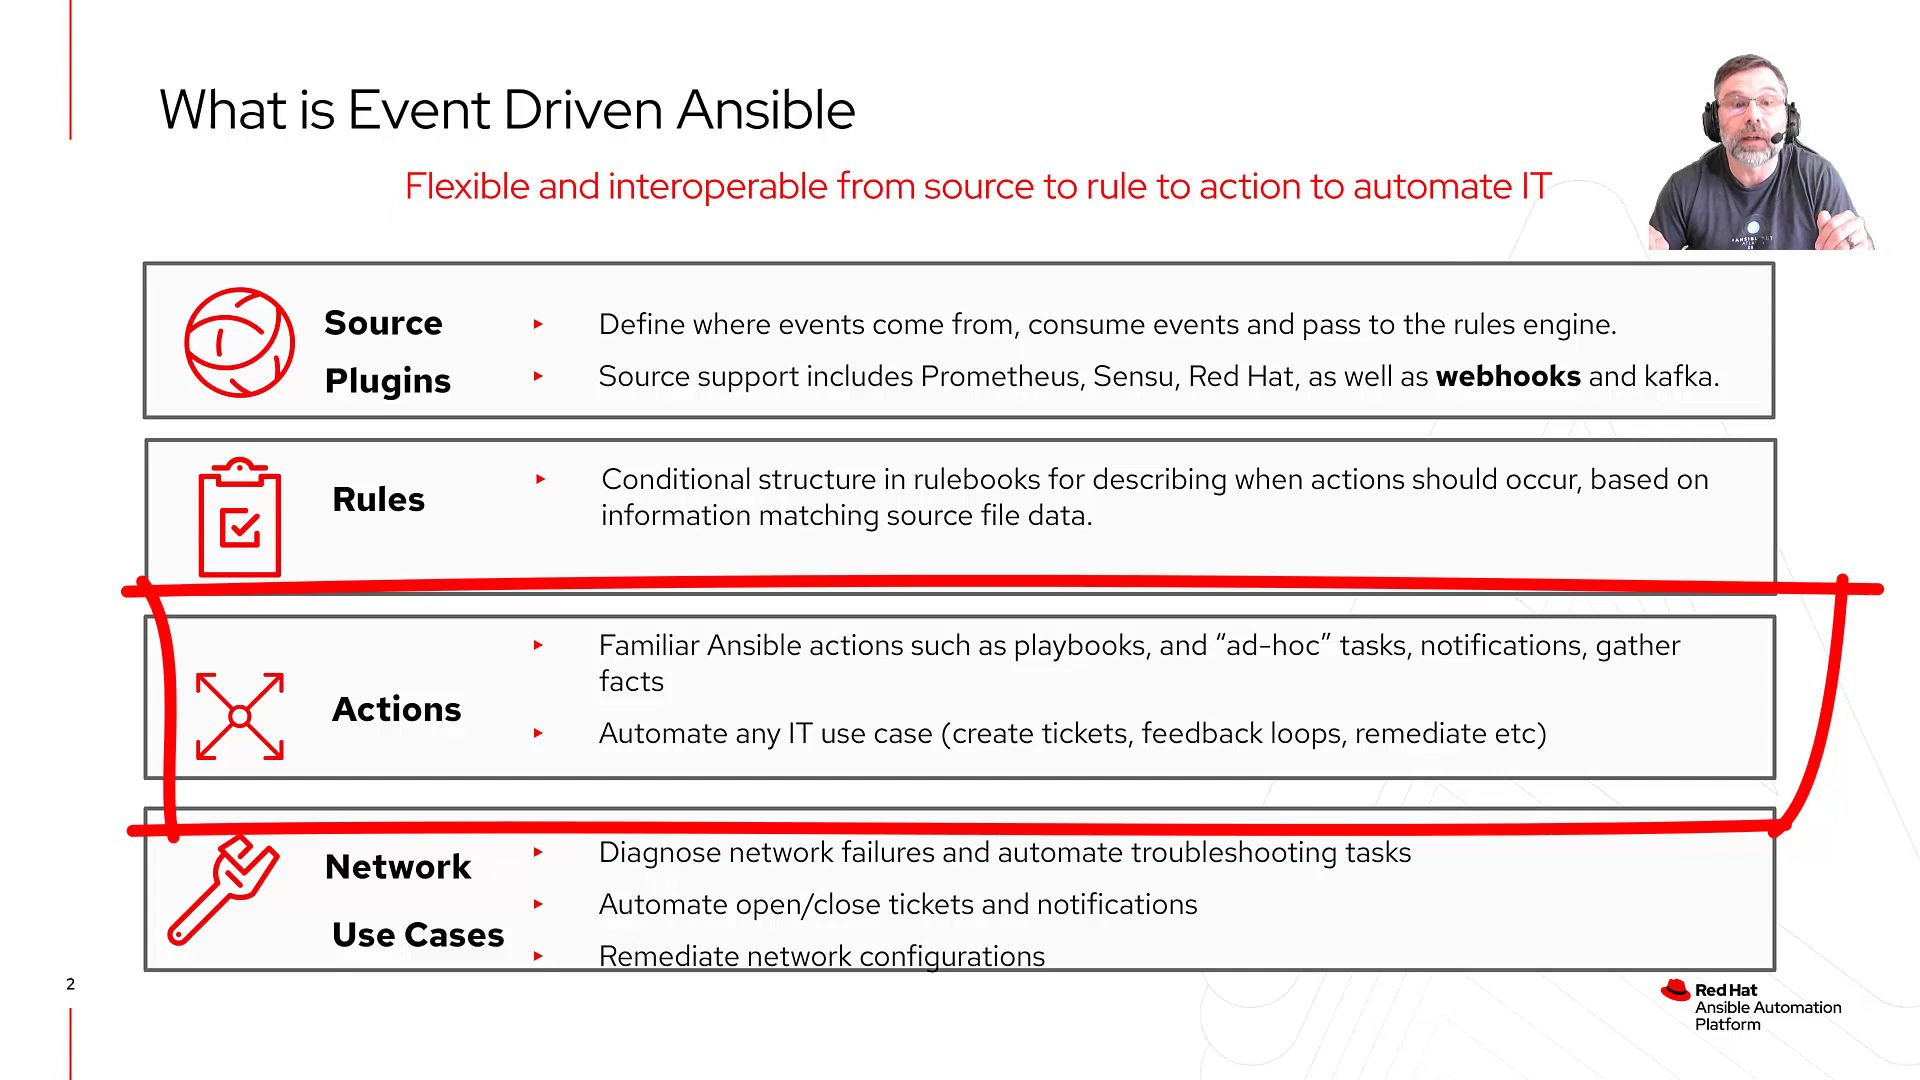 What is Event Driven Ansible
Flexible and interoperable from source to rule to action to automate IT
Source
Plugins
Define where events come from, consume events and pass to the rules engine.
Source support includes Prometheus, Sensu, Red Hat, as well as webhooks and kafka.
Rules
Conditional structure in rulebooks for describing when actions should occur, based on
information matching source file data.
Actions
Familiar Ansible actions such as playbooks, and “ad-hoc” tasks, notifications, gather
facts
Automate any IT use case (create tickets, feedback loops, remediate etc)
Network
Use Cases
Diagnose network failures and automate troubleshooting tasks
Automate open/close tickets and notifications
Remediate network configurations
2
Red Hat
Ansible Automation
Platform